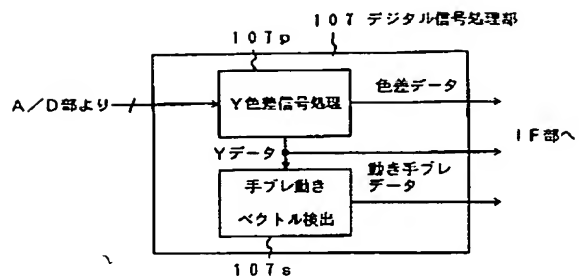 107p
107 デジタル信号処理部
A/D部より
Y色差信号処理
色差データ
Yデータ
IF部へ
動き手ブレ
データ
手ブレ動き
ベクトル検出
107s